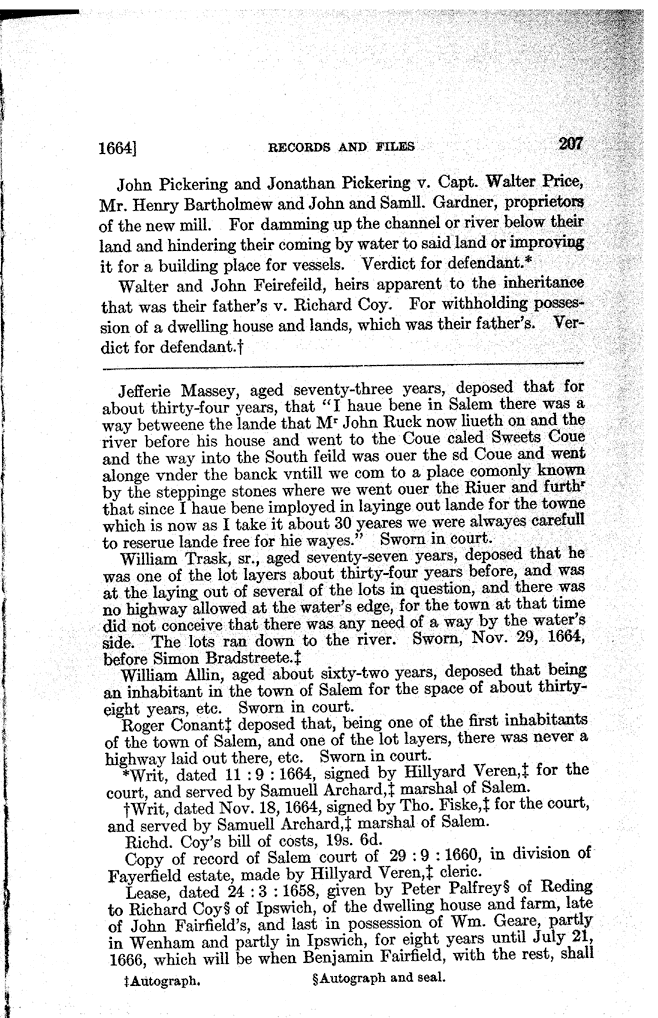 1664] RECORDS AND FILES 207
John Pickering and Jonathan Pickering v. Capt. Walter Price,
Mr. Henry Bartholmew and John and Samll. Gardner, proprietors
of the new mill. For damming up the channel or river below their
land and hindering their coming by water to said land or improving
it for a building place for vessels. Verdict for defendant.*
Walter and John Feirefeild, heirs apparent to the inheritance
that was their father's v. Richard Coy. For withholding posses-
sion of a dwelling house and lands, which was their father's. Ver-
dict for defendant.†
Jefferie Massey, aged seventy-three years, deposed that for
about thirty-four years, that "I haue bene in Salem there was a
way betweene the lande that Mʳ John Ruck now liueth on and the
river before his house and went to the Coue caled Sweets Coue
and the way into the South feild was ouer the sd Coue and went
alonge vnder the banck vntill we com to a place comonly known
by the steppinge stones where we went ouer the Riuer and furthʳ
that since I haue bene imployed in layinge out lande for the towne
which is now as I take it about 30 yeares we were alwayes carefull
to reserue lande free for hie wayes." Sworn in court.
William Trask, sr., aged seventy-seven years, deposed that he
was one of the lot layers about thirty-four years before, and was
at the laying out of several of the lots in question, and there was
no highway allowed at the water's edge, for the town at that time
did not conceive that there was any need of a way by the water's
side. The lots ran down to the river. Sworn, Nov. 29, 1664,
before Simon Bradstreete.‡
William Allin, aged about sixty-two years, deposed that being
an inhabitant in the town of Salem for the space of about thirty-
eight years, etc. Sworn in court.
Roger Conant‡ deposed that, being one of the first inhabitants
of the town of Salem, and one of the lot layers, there was never a
highway laid out there, etc. Sworn in court.
*Writ, dated 11 : 9 : 1664, signed by Hillyard Veren,‡ for the
court, and served by Samuell Archard,‡ marshal of Salem.
†Writ, dated Nov. 18, 1664, signed by Tho. Fiske,‡ for the court,
and served by Samuell Archard,‡ marshal of Salem.
Richd. Coy's bill of costs, 19s. 6d.
Copy of record of Salem court of 29 : 9 : 1660, in division of
Fayerfield estate, made by Hillyard Veren,‡ cleric.
Lease, dated 24 : 3 : 1658, given by Peter Palfrey§ of Reding
to Richard Coy§ of Ipswich, of the dwelling house and farm, late
of John Fairfield's, and last in possession of Wm. Geare, partly
in Wenham and partly in Ipswich, for eight years until July 21,
1666, which will be when Benjamin Fairfield, with the rest, shall
‡Autograph. §Autograph and seal.